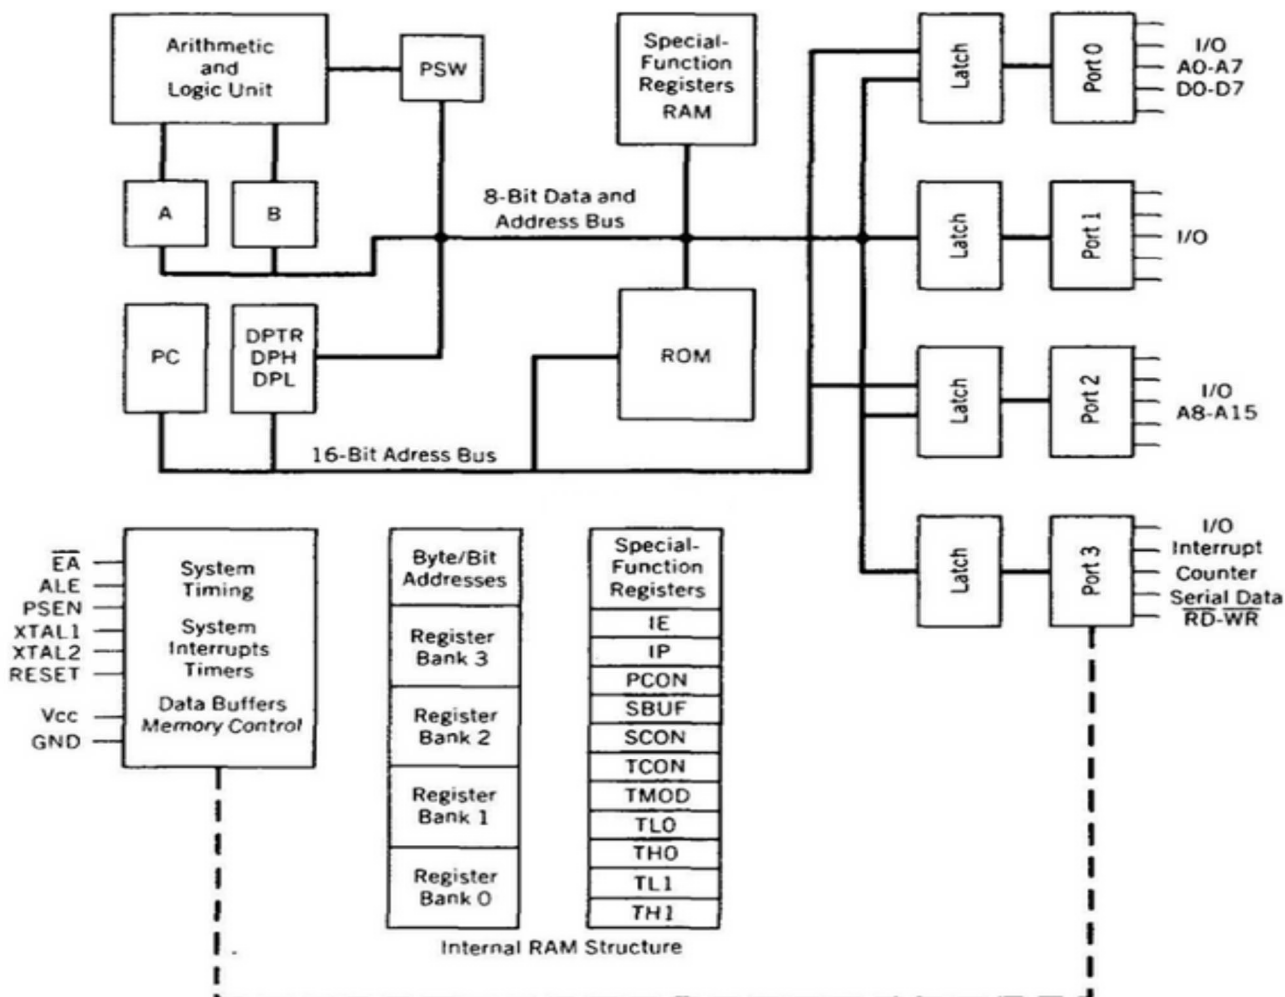 Arithmetic
and
Logic Unit
PSW
Special-
Function
Registers
RAM
Latch
Port 0
I/O
A0-A7
D0-D7
A
B
8-Bit Data and
Address Bus
Latch
Port 1
I/O
PC
DPTR
DPH
DPL
ROM
Latch
Port 2
I/O
A8-A15
16-Bit Adress Bus
Latch
Port 3
I/O
Interrupt
Counter
Serial Data
R̅D̅-W̅R̅
E̅A̅
ALE
PSEN
XTAL1
XTAL2
RESET
Vcc
GND
System
Timing
System
Interrupts
Timers
Data Buffers
Memory Control
Byte/Bit
Addresses
Register
Bank 3
Register
Bank 2
Register
Bank 1
Register
Bank 0
Special-
Function
Registers
IE
IP
PCON
SBUF
SCON
TCON
TMOD
TL0
TH0
TL1
TH1
Internal RAM Structure